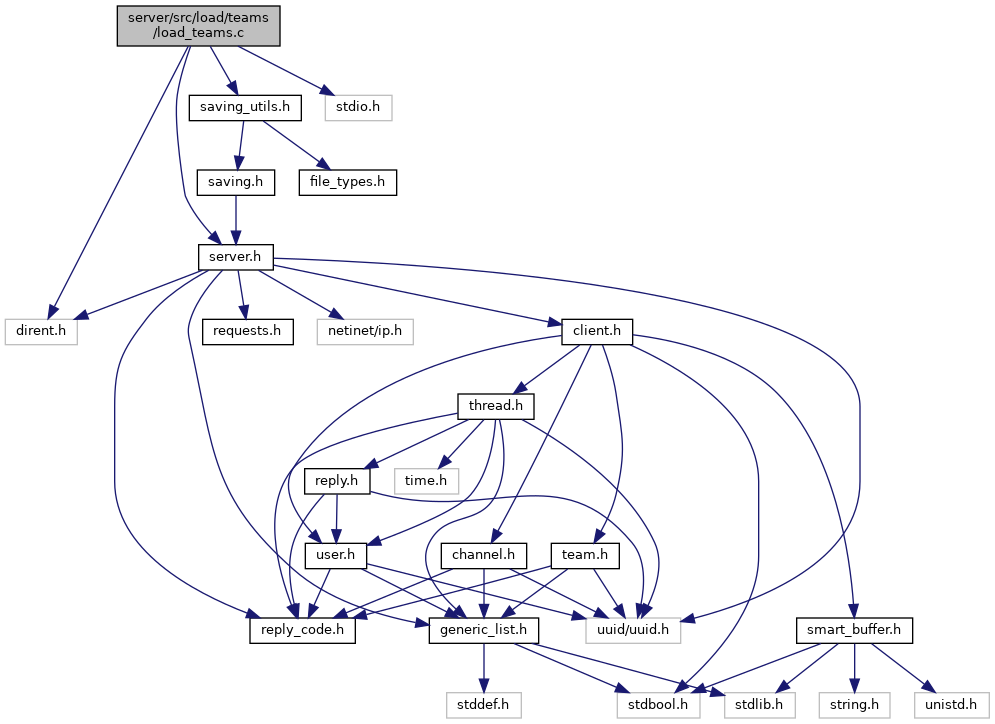 server/src/load/teams
/load_teams.c
saving_utils.h
stdio.h
saving.h
file_types.h
server.h
dirent.h
requests.h
netinet/ip.h
client.h
thread.h
reply.h
time.h
user.h
channel.h
team.h
reply_code.h
generic_list.h
uuid/uuid.h
smart_buffer.h
stddef.h
stdbool.h
stdlib.h
string.h
unistd.h